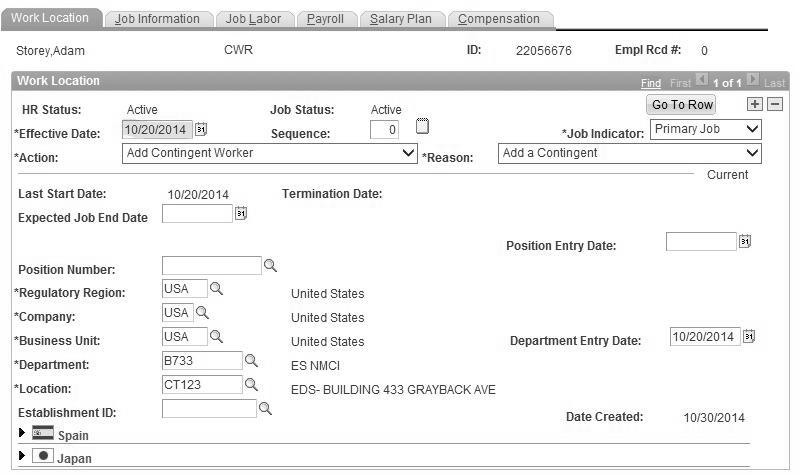 Work Location Job Information Job Labor Payroll Salary Plan Compensation
Storey,Adam CWR ID: 22056676 Empl Rcd #: 0
Work Location Find First 1 of 1 Last
HR Status: Active Job Status: Active Go To Row
*Effective Date: 10/20/2014 31 Sequence: 0 *Job Indicator: Primary Job
*Action: Add Contingent Worker *Reason: Add a Contingent
Current
Last Start Date: 10/20/2014 Termination Date:
Expected Job End Date 31
Position Entry Date: 31
Position Number:
*Regulatory Region: USA United States
*Company: USA United States
*Business Unit: USA United States Department Entry Date: 10/20/2014 31
*Department: B733 ES NMCI
*Location: CT123 EDS- BUILDING 433 GRAYBACK AVE
Establishment ID: Date Created: 10/30/2014
Spain
Japan